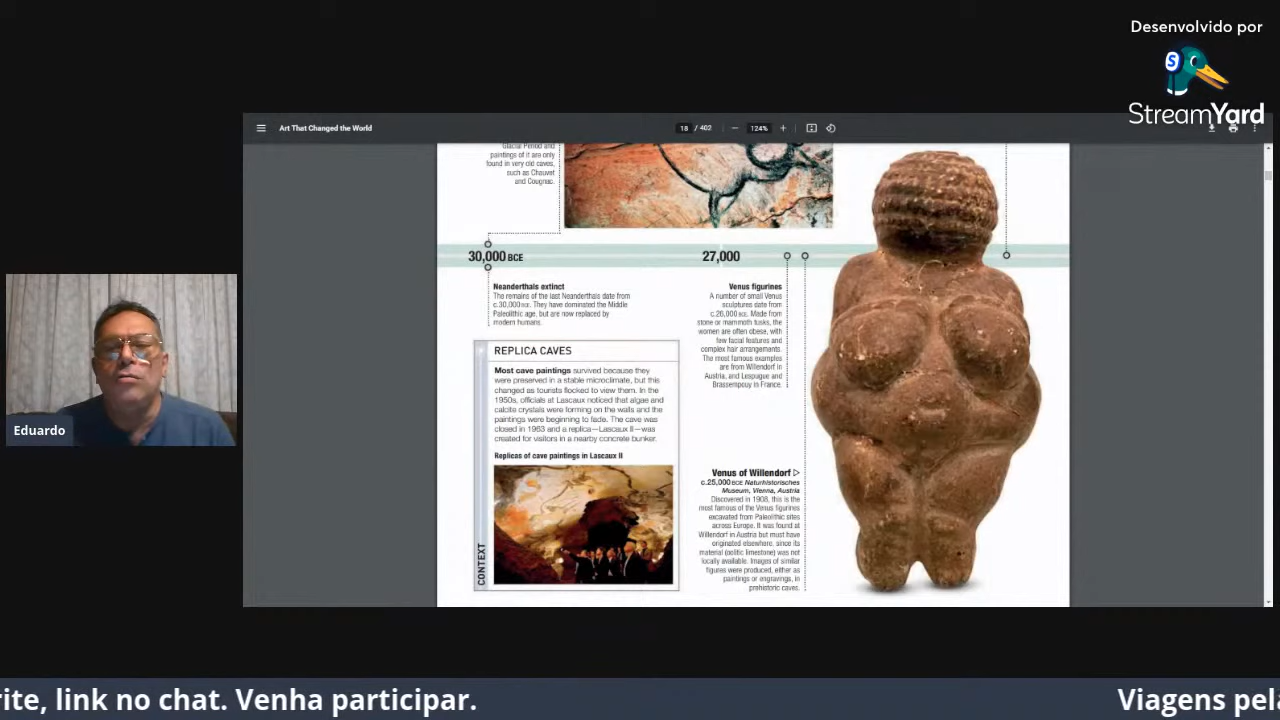 Desenvolvido por
StreamYard
Art That Changed the World
18 / 402
124%
Glacial Period and
paintings of it are only
found in very old caves,
such as Chauvet
and Cougnac.
30,000 BCE
27,000
Neanderthals extinct
The remains of the last Neanderthals date from
c.30,000 BCE. They have dominated the Middle
Paleolithic age, but are now replaced by
modern humans.
Venus figurines
A number of small Venus
sculptures date from
c.26,000 BCE. Made from
stone or mammoth tusks, the
women are often obese, with
few facial features and
complex hair arrangements.
The most famous examples
are from Willendorf in
Austria, and Lespugue and
Brassempouy in France.
REPLICA CAVES
Most cave paintings survived because they
were preserved in a stable microclimate, but this
changed as tourists flocked to view them. In the
1950s, officials at Lascaux noticed that algae and
calcite crystals were forming on the walls and the
paintings were beginning to fade. The cave was
closed in 1963 and a replica—Lascaux II—was
created for visitors in a nearby concrete bunker.
Replicas of cave paintings in Lascaux II
CONTEXT
Venus of Willendorf ▷
c.25,000 BCE Naturhistorisches
Museum, Vienna, Austria
Discovered in 1908, this is the
most famous of the Venus figurines
excavated from Paleolithic sites
across Europe. It was found at
Willendorf in Austria but must have
originated elsewhere, since its
material (oolitic limestone) was not
locally available. Images of similar
figures were produced, either as
paintings or engravings, in
prehistoric caves.
Eduardo
rite, link no chat. Venha participar.
Viagens pela